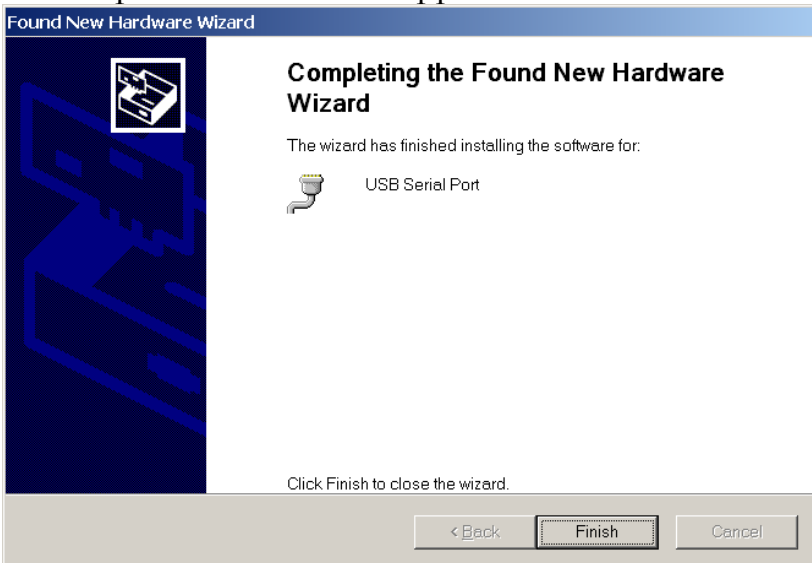 Found New Hardware Wizard
Completing the Found New Hardware
Wizard
The wizard has finished installing the software for:
USB Serial Port
Click Finish to close the wizard.
< Back
Finish
Cancel